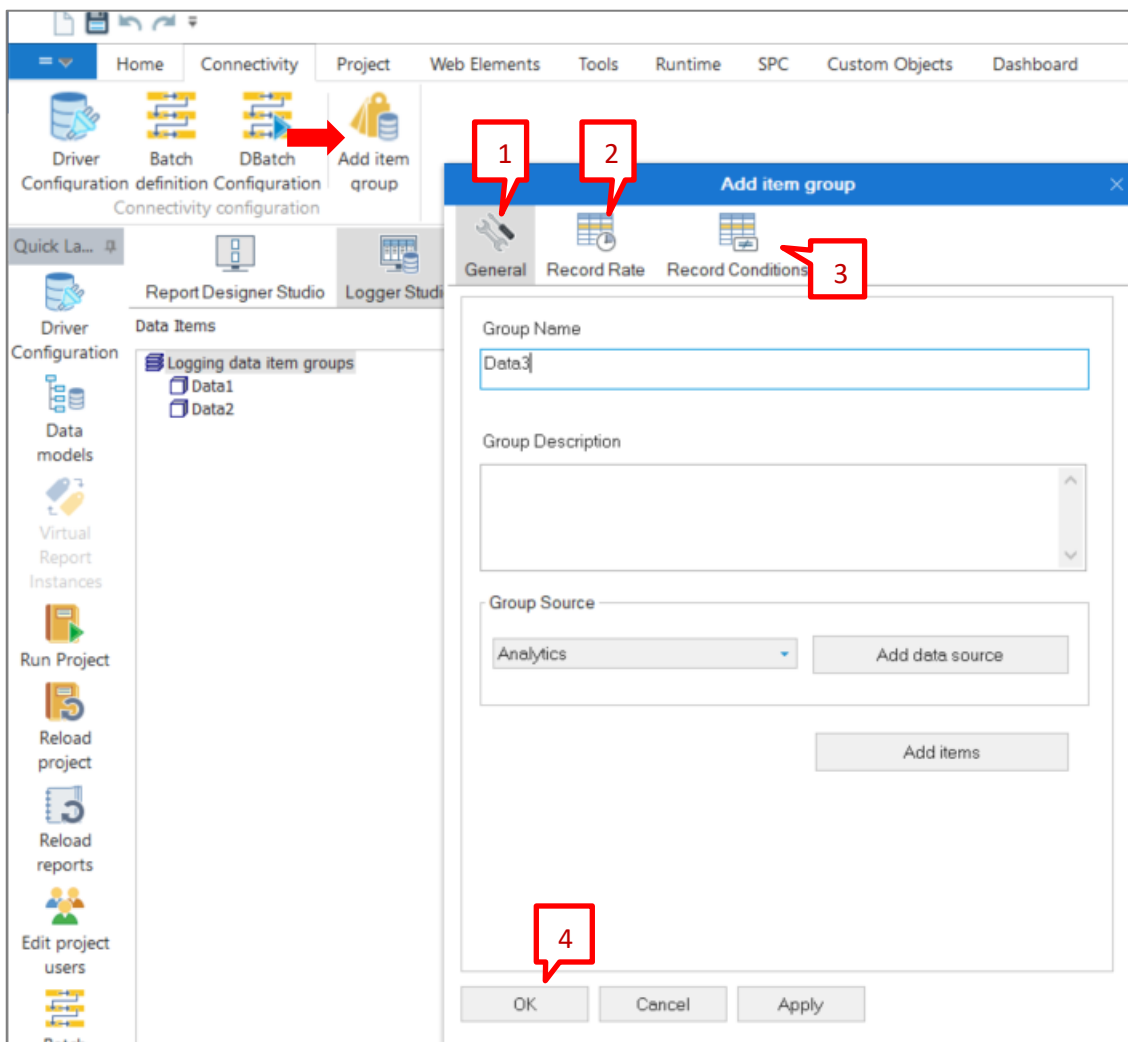 Home Connectivity Project Web Elements Tools Runtime SPC Custom Objects Dashboard
Driver Configuration
Batch definition
DBatch Configuration
Add item group
Connectivity configuration
1
2
Add item group
General Record Rate Record Conditions
3
Quick La...
Report Designer Studio Logger Studi
Driver
Configuration
Data
models
Virtual
Report
Instances
Run Project
Reload
project
Reload
reports
Edit project
users
Data Items
Logging data item groups
Data1
Data2
Group Name
Data3
Group Description
Group Source
Analytics Add data source
Add items
4
OK Cancel Apply